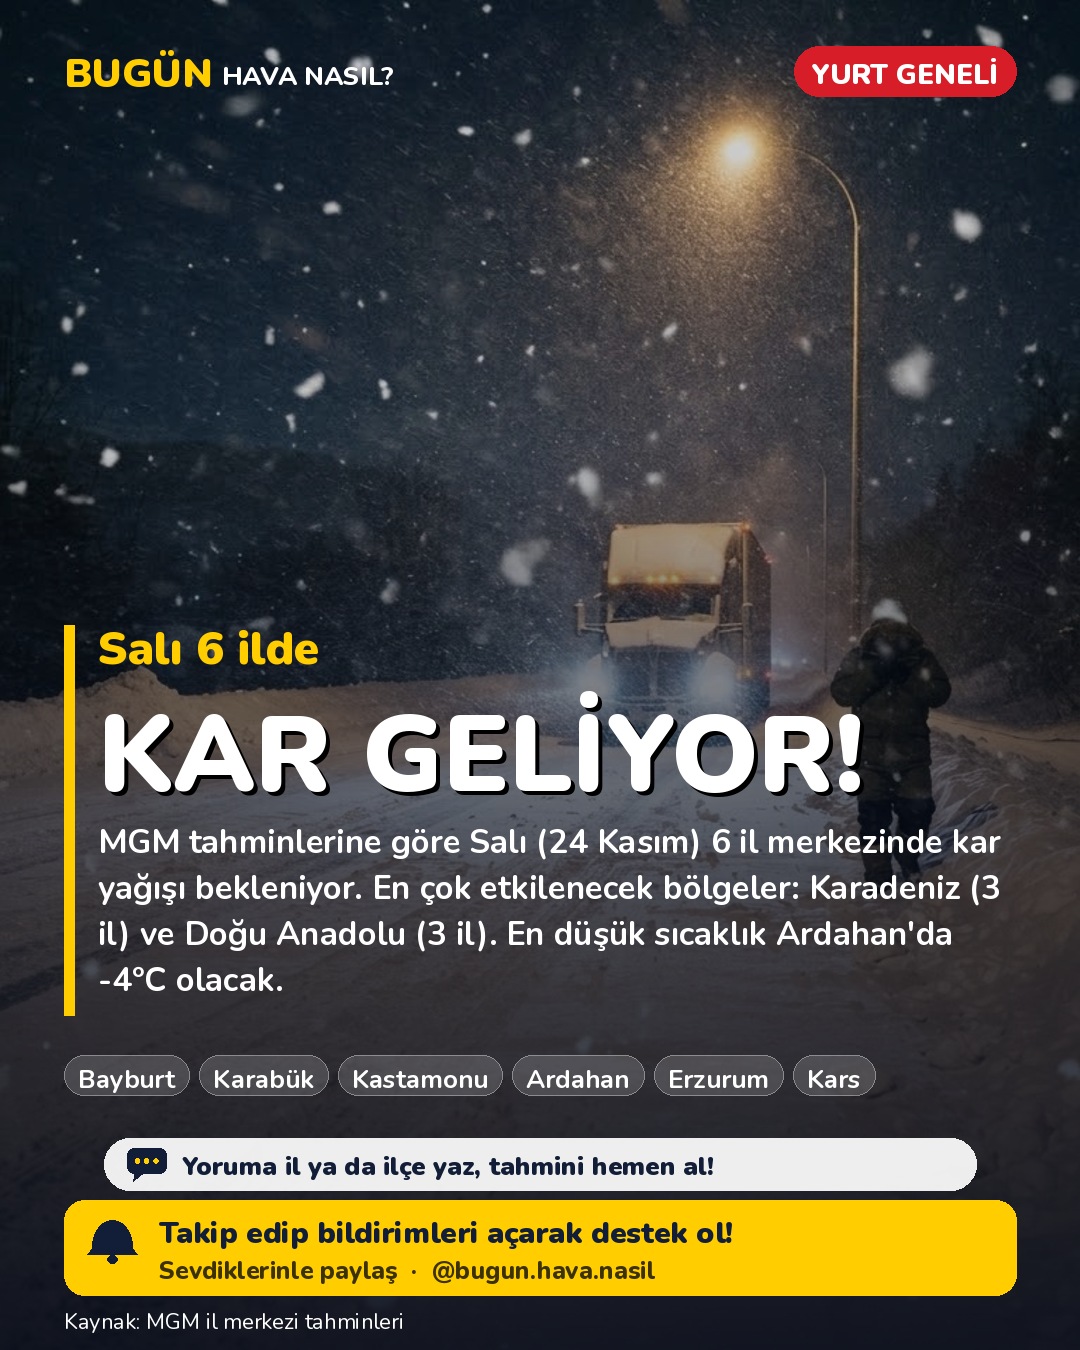 BUGÜN HAVA NASIL?
YURT GENELİ
Salı 6 ilde
KAR GELİYOR!
MGM tahminlerine göre Salı (24 Kasım) 6 il merkezinde kar
yağışı bekleniyor. En çok etkilenecek bölgeler: Karadeniz (3
il) ve Doğu Anadolu (3 il). En düşük sıcaklık Ardahan'da
-4°C olacak.
Bayburt Karabük Kastamonu Ardahan Erzurum Kars
Yoruma il ya da ilçe yaz, tahmini hemen al!
Takip edip bildirimleri açarak destek ol!
Sevdiklerinle paylaş · @bugun.hava.nasil
Kaynak: MGM il merkezi tahminleri